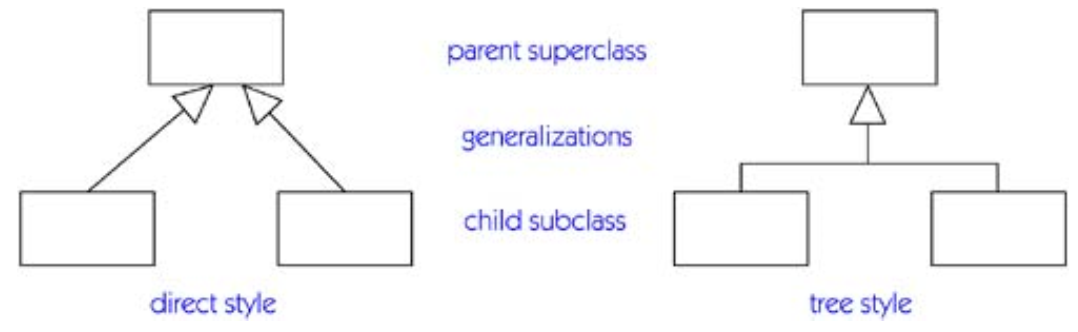 parent superclass
generalizations
child subclass
direct style
tree style